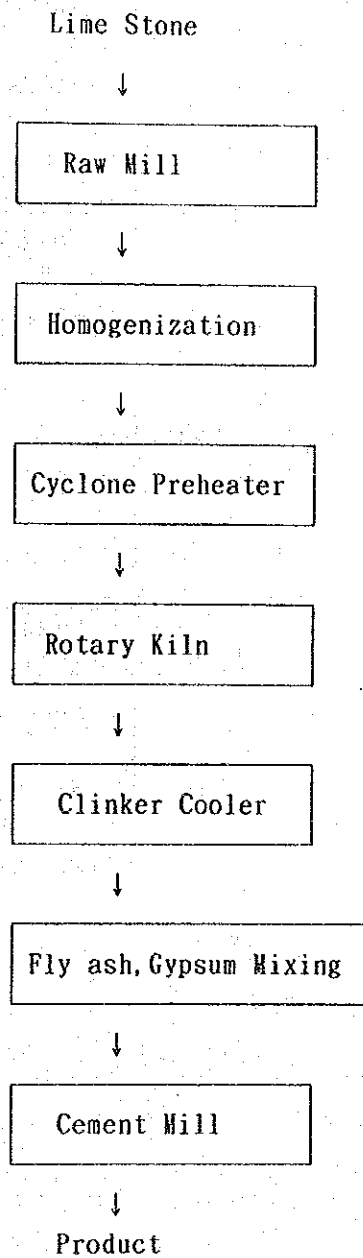 Lime Stone
↓
Raw Mill
↓
Homogenization
↓
Cyclone Preheater
↓
Rotary Kiln
↓
Clinker Cooler
↓
Fly ash, Gypsum Mixing
↓
Cement Mill
↓
Product